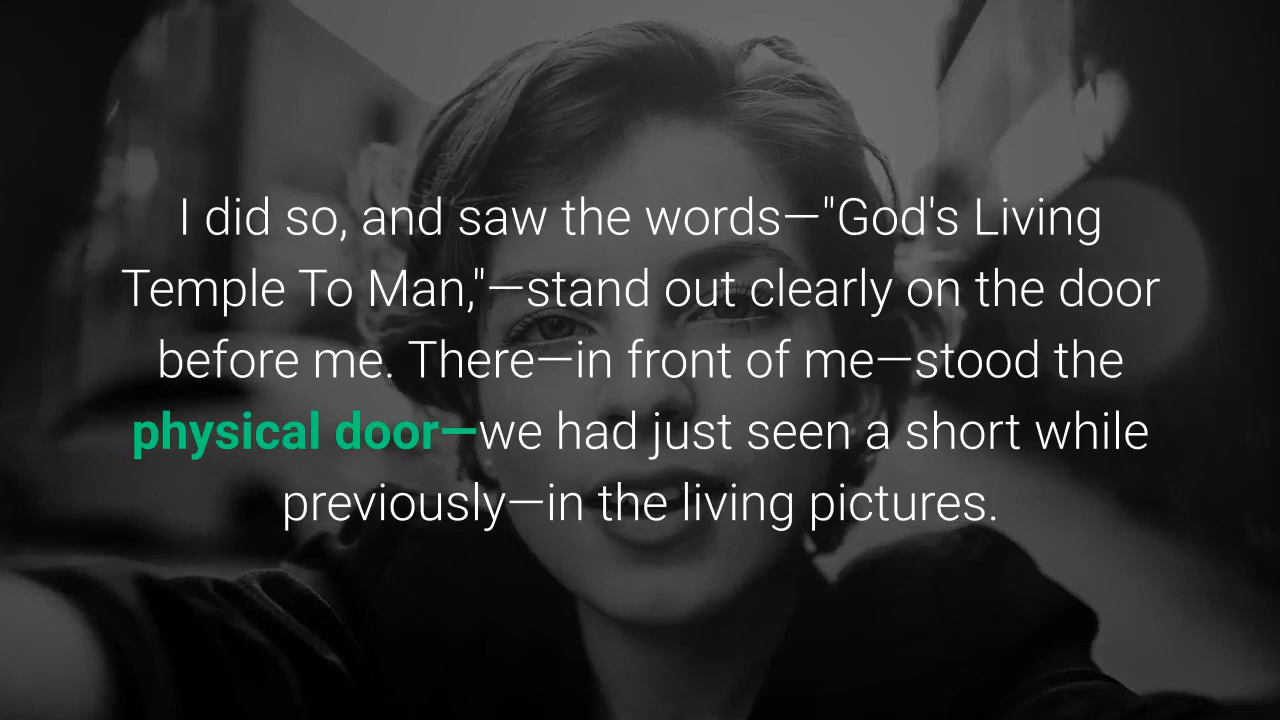 I did so, and saw the words—"God's Living
Temple To Man,"—stand out clearly on the door
before me. There—in front of me—stood the
physical door—we had just seen a short while
previously—in the living pictures.